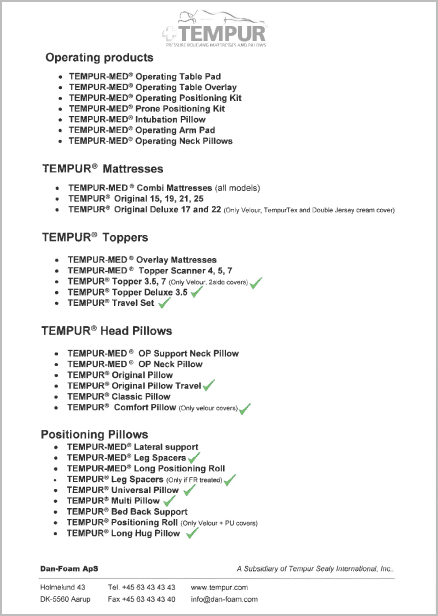 TEMPUR
PRESSURE RELIEVING MATTRESSES AND PILLOWS
Operating products
• TEMPUR-MED® Operating Table Pad
• TEMPUR-MED® Operating Table Overlay
• TEMPUR-MED® Operating Positioning Kit
• TEMPUR-MED® Prone Positioning Kit
• TEMPUR-MED® Intubation Pillow
• TEMPUR-MED® Operating Arm Pad
• TEMPUR-MED® Operating Neck Pillows
TEMPUR® Mattresses
• TEMPUR-MED® Combi Mattresses (all models)
• TEMPUR® Original 15, 19, 21, 25
• TEMPUR® Original Deluxe 17 and 22 (Only Velour, TempurTex and Double Jersey cream cover)
TEMPUR® Toppers
• TEMPUR-MED® Overlay Mattresses
• TEMPUR-MED® Topper Scanner 4, 5, 7
• TEMPUR® Topper 3.5, 7 (Only Velour, 2side covers) ✓
• TEMPUR® Topper Deluxe 3.5 ✓
• TEMPUR® Travel Set ✓
TEMPUR® Head Pillows
• TEMPUR-MED® OP Support Neck Pillow
• TEMPUR-MED® OP Neck Pillow
• TEMPUR® Original Pillow
• TEMPUR® Original Pillow Travel ✓
• TEMPUR® Classic Pillow
• TEMPUR® Comfort Pillow (Only velour covers) ✓
Positioning Pillows
• TEMPUR-MED® Lateral support
• TEMPUR-MED® Leg Spacers ✓
• TEMPUR-MED® Long Positioning Roll
• TEMPUR® Leg Spacers (Only if FR treated) ✓
• TEMPUR® Universal Pillow ✓
• TEMPUR® Multi Pillow ✓
• TEMPUR® Bed Back Support
• TEMPUR® Positioning Roll (Only Velour + PU covers)
• TEMPUR® Long Hug Pillow ✓
Dan-Foam ApS A Subsidiary of Tempur Sealy International, Inc.
Holmelund 43 Tel. +45 63 43 43 43 www.tempur.com
DK-5560 Aarup Fax +45 63 43 43 40 info@dan-foam.com